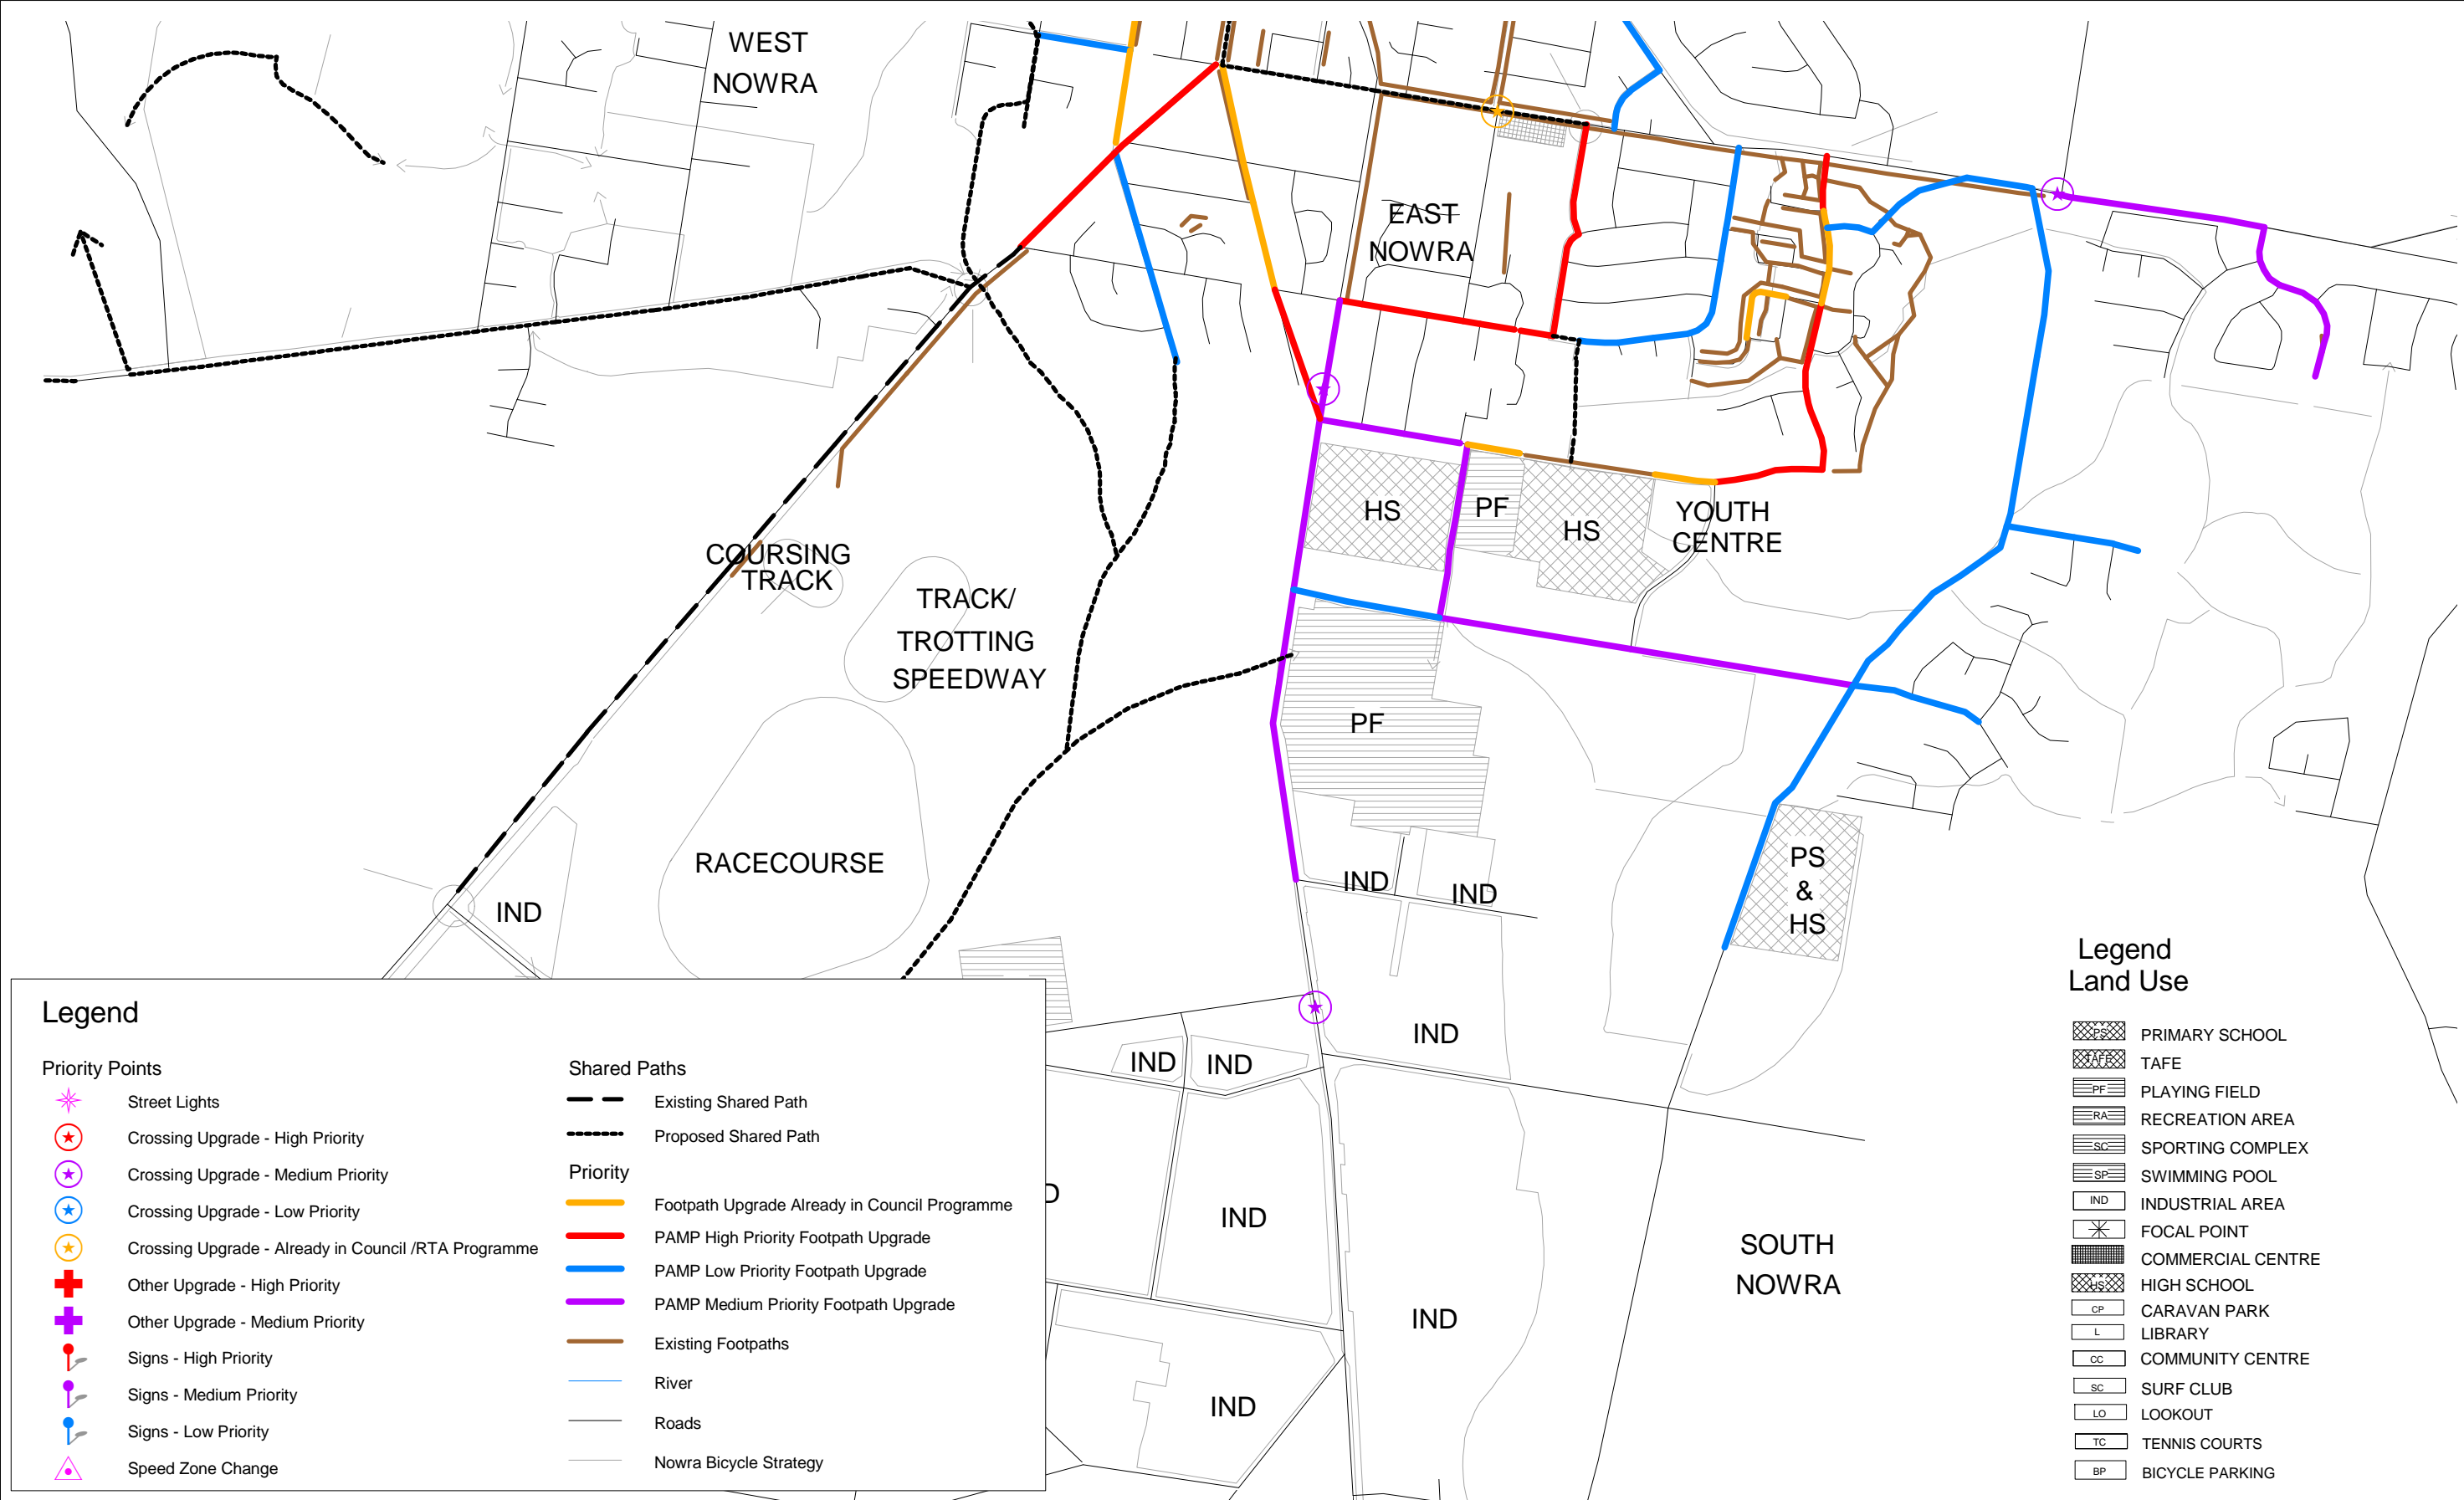 WEST
NOWRA
EAST
NOWRA
HS
PF
HS
YOUTH
CENTRE
COURSING
TRACK
TRACK/
TROTTING
SPEEDWAY
PF
RACECOURSE
IND
IND
IND
PS
&
HS
IND
IND
IND
D
IND
IND
IND
SOUTH
NOWRA
Legend
Priority Points
Street Lights
Crossing Upgrade - High Priority
Crossing Upgrade - Medium Priority
Crossing Upgrade - Low Priority
Crossing Upgrade - Already in Council /RTA Programme
Other Upgrade - High Priority
Other Upgrade - Medium Priority
Signs - High Priority
Signs - Medium Priority
Signs - Low Priority
Speed Zone Change
Shared Paths
Existing Shared Path
Proposed Shared Path
Priority
Footpath Upgrade Already in Council Programme
PAMP High Priority Footpath Upgrade
PAMP Low Priority Footpath Upgrade
PAMP Medium Priority Footpath Upgrade
Existing Footpaths
River
Roads
Nowra Bicycle Strategy
Legend
Land Use
PS PRIMARY SCHOOL
TAFE TAFE
PF PLAYING FIELD
RA RECREATION AREA
SC SPORTING COMPLEX
SP SWIMMING POOL
IND INDUSTRIAL AREA
FOCAL POINT
COMMERCIAL CENTRE
HS HIGH SCHOOL
CP CARAVAN PARK
L LIBRARY
CC COMMUNITY CENTRE
SC SURF CLUB
LO LOOKOUT
TC TENNIS COURTS
BP BICYCLE PARKING